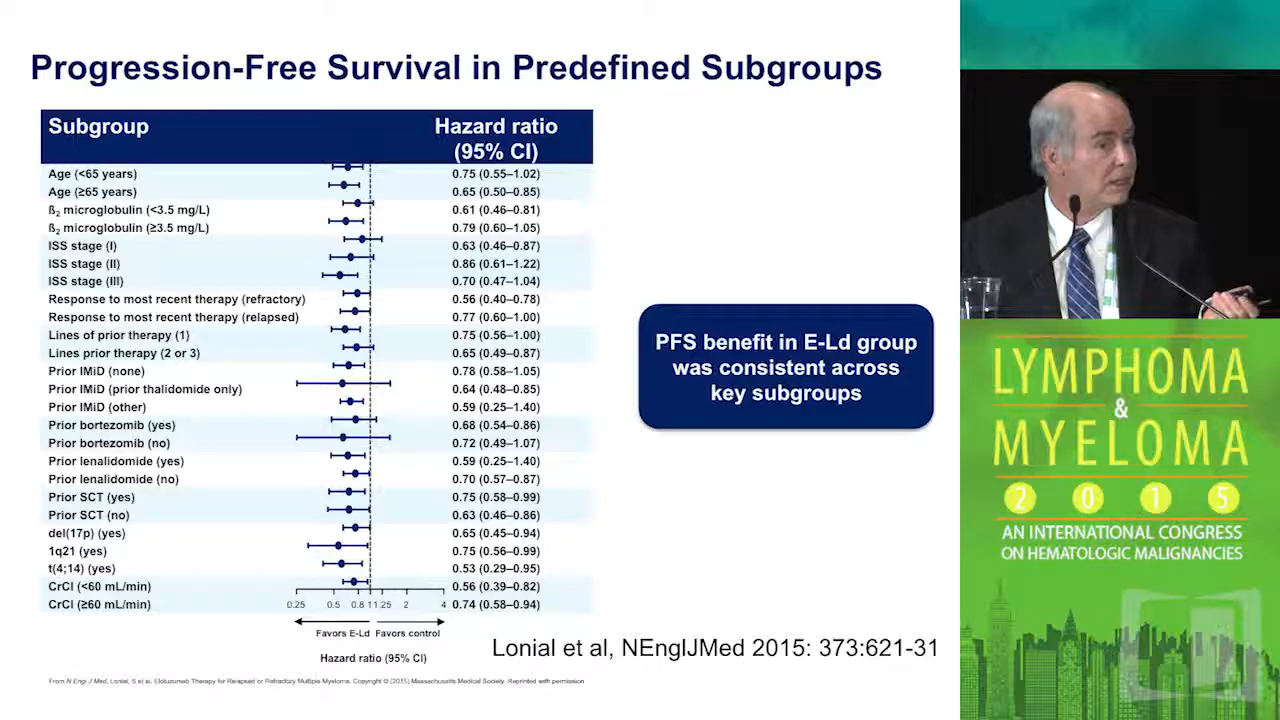 Progression-Free Survival in Predefined Subgroups
Subgroup Hazard ratio
(95% CI)
Age (<65 years) 0.75 (0.55–1.02)
Age (≥65 years) 0.65 (0.50–0.85)
ß2 microglobulin (<3.5 mg/L) 0.61 (0.46–0.81)
ß2 microglobulin (≥3.5 mg/L) 0.79 (0.60–1.05)
ISS stage (I) 0.63 (0.46–0.87)
ISS stage (II) 0.86 (0.61–1.22)
ISS stage (III) 0.70 (0.47–1.04)
Response to most recent therapy (refractory) 0.56 (0.40–0.78)
Response to most recent therapy (relapsed) 0.77 (0.60–1.00)
Lines of prior therapy (1) 0.75 (0.56–1.00)
Lines prior therapy (2 or 3) 0.65 (0.49–0.87)
Prior IMiD (none) 0.78 (0.58–1.05)
Prior IMiD (prior thalidomide only) 0.64 (0.48–0.85)
Prior IMiD (other) 0.59 (0.25–1.40)
Prior bortezomib (yes) 0.68 (0.54–0.86)
Prior bortezomib (no) 0.72 (0.49–1.07)
Prior lenalidomide (yes) 0.59 (0.25–1.40)
Prior lenalidomide (no) 0.70 (0.57–0.87)
Prior SCT (yes) 0.75 (0.58–0.99)
Prior SCT (no) 0.63 (0.46–0.86)
del(17p) (yes) 0.65 (0.45–0.94)
1q21 (yes) 0.75 (0.56–0.99)
t(4;14) (yes) 0.53 (0.29–0.95)
CrCl (<60 mL/min) 0.56 (0.39–0.82)
CrCl (≥60 mL/min) 0.74 (0.58–0.94)
0.25 0.5 0.8 1 1.25 2 4
Favors E-Ld Favors control
Hazard ratio (95% CI)
PFS benefit in E-Ld group
was consistent across
key subgroups
Lonial et al, NEnglJMed 2015: 373:621-31
From N Engl J Med, Lonial, S et al, Elotuzumab Therapy for Relapsed or Refractory Multiple Myeloma. Copyright © (2015) Massachusetts Medical Society. Reprinted with permission
LYMPHOMA
&
MYELOMA
2 0 1 5
AN INTERNATIONAL CONGRESS
ON HEMATOLOGIC MALIGNANCIES